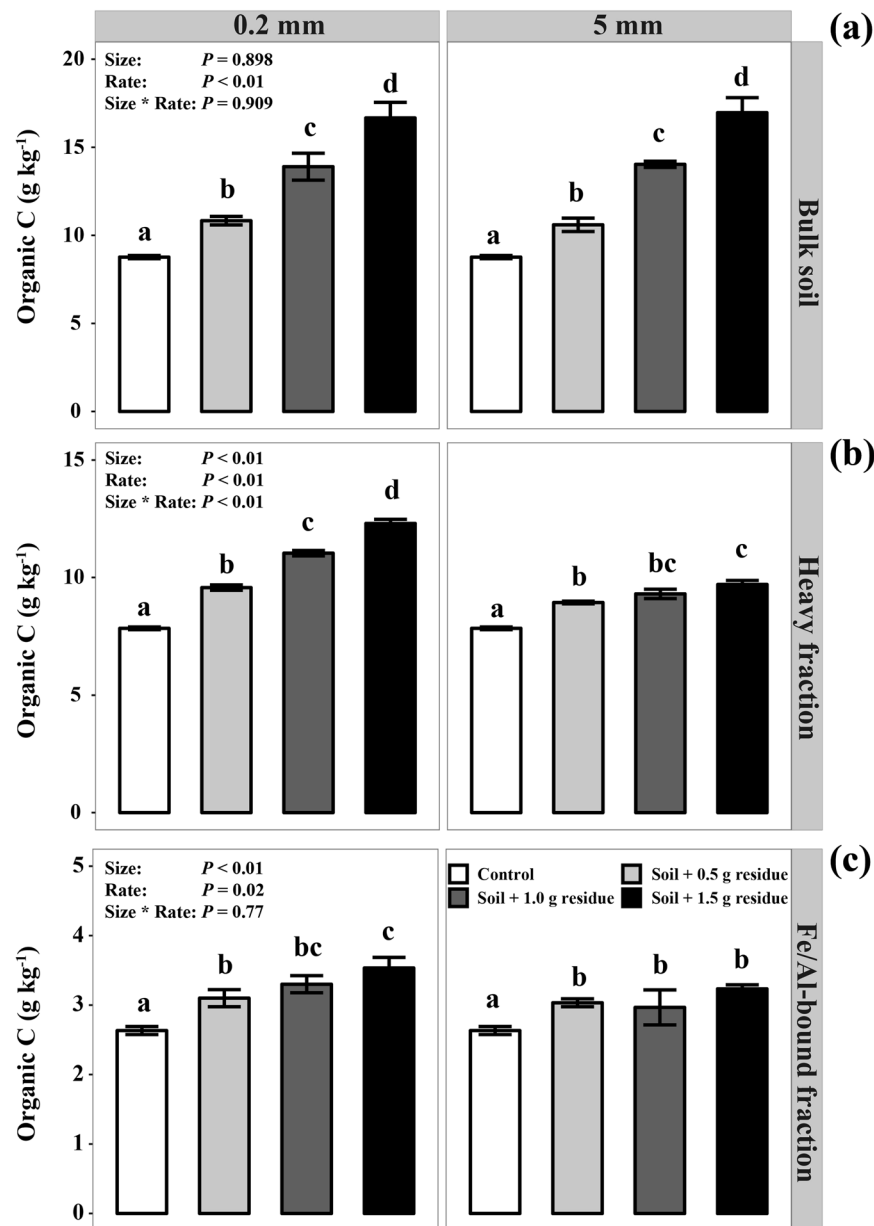 0.2 mm
5 mm
(a)
Size: P = 0.898
Rate: P < 0.01
Size * Rate: P = 0.909
Organic C (g kg⁻¹)
20
15
10
5
0
a
b
c
d
a
b
c
d
Bulk soil
(b)
Size: P < 0.01
Rate: P < 0.01
Size * Rate: P < 0.01
Organic C (g kg⁻¹)
15
10
5
0
a
b
c
d
a
b
bc
c
Heavy fraction
(c)
Size: P < 0.01
Rate: P = 0.02
Size * Rate: P = 0.77
Organic C (g kg⁻¹)
5
4
3
2
1
0
a
b
bc
c
Control
Soil + 0.5 g residue
Soil + 1.0 g residue
Soil + 1.5 g residue
a
b
b
b
Fe/Al-bound fraction